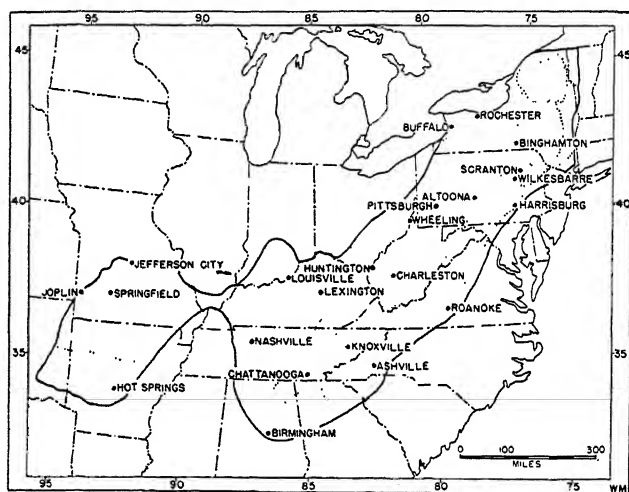 95 90 85 80 75
45 45
BUFFALO
ROCHESTER
BINGHAMTON
SCRANTON
WILKESBARRE
40 40
ALTOONA
PITTSBURGH
HARRISBURG
WHEELING
JEFFERSON CITY
HUNTINGTON
LOUISVILLE
CHARLESTON
JOPLIN
SPRINGFIELD
LEXINGTON
ROANOKE
NASHVILLE
KNOXVILLE
35 35
CHATTANOOGA
ASHVILLE
HOT SPRINGS
BIRMINGHAM
0 100 300
MILES
95 90 85 80 75
WM